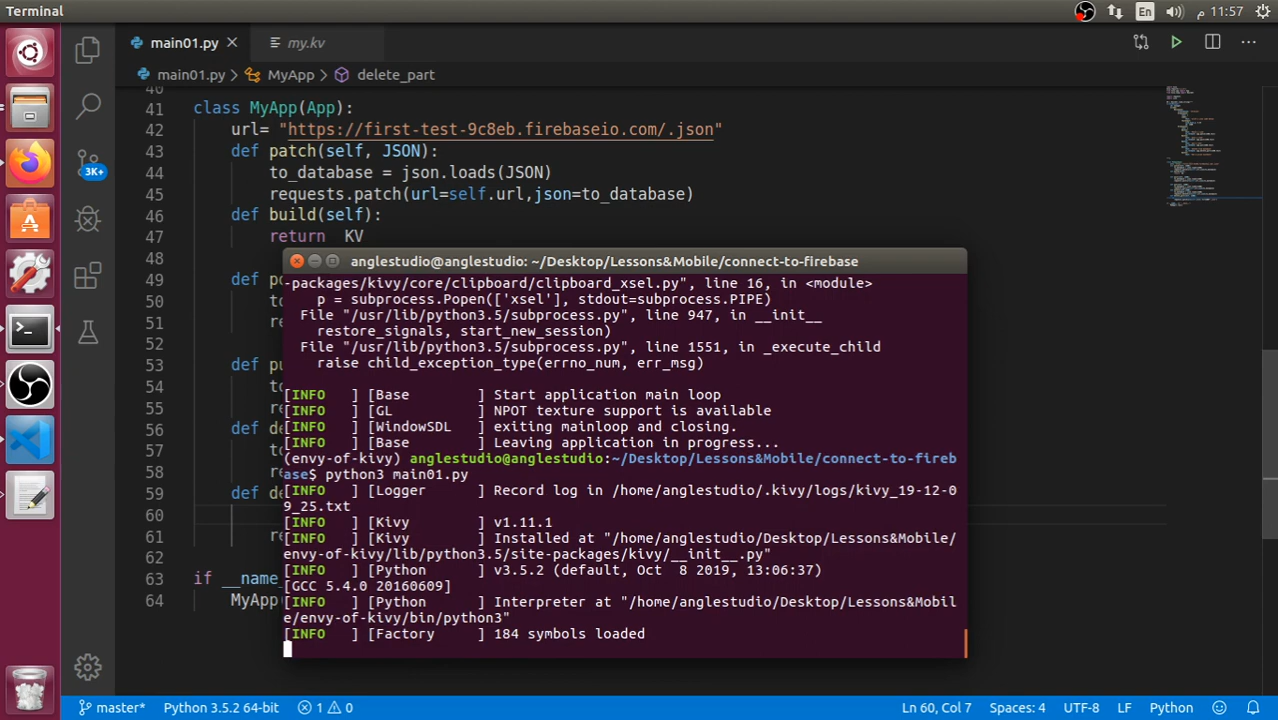 Terminal
En
11:57 م
main01.py
my.kv
main01.py > MyApp > delete_part
3K+
40
41 class MyApp(App):
42 url= "https://first-test-9c8eb.firebaseio.com/.json"
43 def patch(self, JSON):
44 to_database = json.loads(JSON)
45 requests.patch(url=self.url,json=to_database)
46 def build(self):
47 return KV
48
49 def po
50 to
51 re
52
53 def pu
54 to
55 re
56 def de
57 to
58 re
59 def de
60
61 re
62
63 if __name_
64 MyApp(
anglestudio@anglestudio: ~/Desktop/Lessons&Mobile/connect-to-firebase
-packages/kivy/core/clipboard/clipboard_xsel.py", line 16, in <module>
p = subprocess.Popen(['xsel'], stdout=subprocess.PIPE)
File "/usr/lib/python3.5/subprocess.py", line 947, in __init__
restore_signals, start_new_session)
File "/usr/lib/python3.5/subprocess.py", line 1551, in _execute_child
raise child_exception_type(errno_num, err_msg)
[INFO   ] [Base        ] Start application main loop
[INFO   ] [GL          ] NPOT texture support is available
[INFO   ] [WindowSDL   ] exiting mainloop and closing.
[INFO   ] [Base        ] Leaving application in progress...
(envy-of-kivy) anglestudio@anglestudio:~/Desktop/Lessons&Mobile/connect-to-fireb
ase$ python3 main01.py
[INFO   ] [Logger      ] Record log in /home/anglestudio/.kivy/logs/kivy_19-12-0
9_25.txt
[INFO   ] [Kivy        ] v1.11.1
[INFO   ] [Kivy        ] Installed at "/home/anglestudio/Desktop/Lessons&Mobile/
envy-of-kivy/lib/python3.5/site-packages/kivy/__init__.py"
[INFO   ] [Python      ] v3.5.2 (default, Oct  8 2019, 13:06:37)
[GCC 5.4.0 20160609]
[INFO   ] [Python      ] Interpreter at "/home/anglestudio/Desktop/Lessons&Mobil
e/envy-of-kivy/bin/python3"
[INFO   ] [Factory     ] 184 symbols loaded
master*
Python 3.5.2 64-bit
1
0
Ln 60, Col 7
Spaces: 4
UTF-8
LF
Python